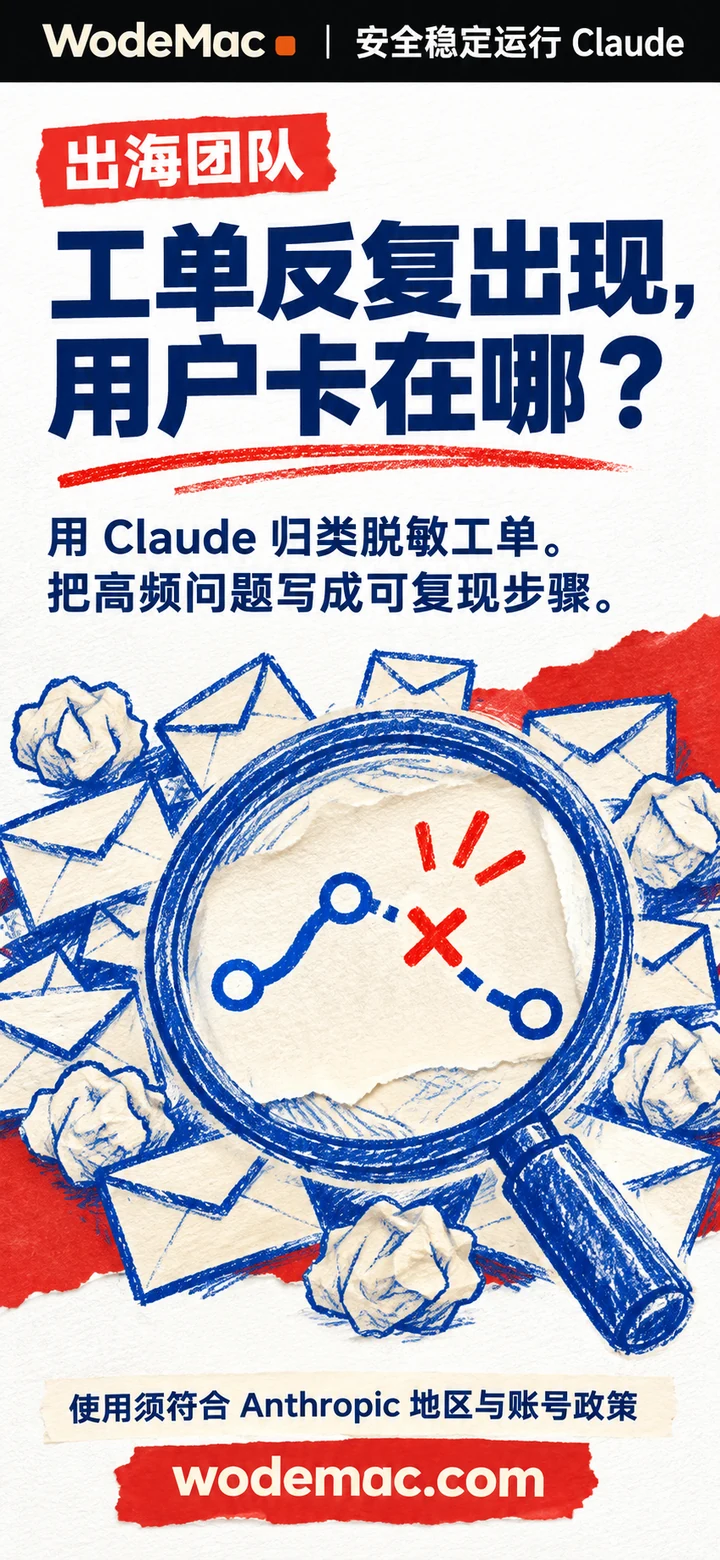 WodeMac | 安全稳定运行 Claude
出海团队
工单反复出现,
用户卡在哪?
用 Claude 归类脱敏工单。
把高频问题写成可复现步骤。
使用须符合 Anthropic 地区与账号政策
wodemac.com